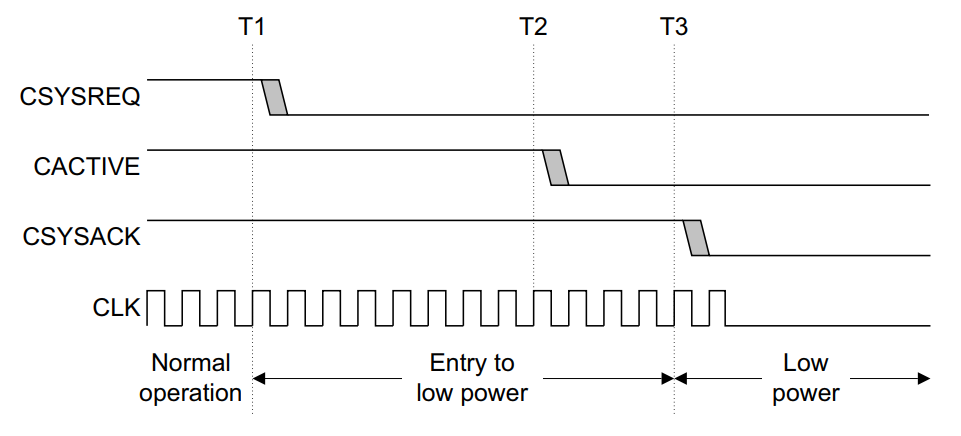 T1 T2 T3
CSYSREQ
CACTIVE
CSYSACK
CLK
Normal operation
Entry to low power
Low power